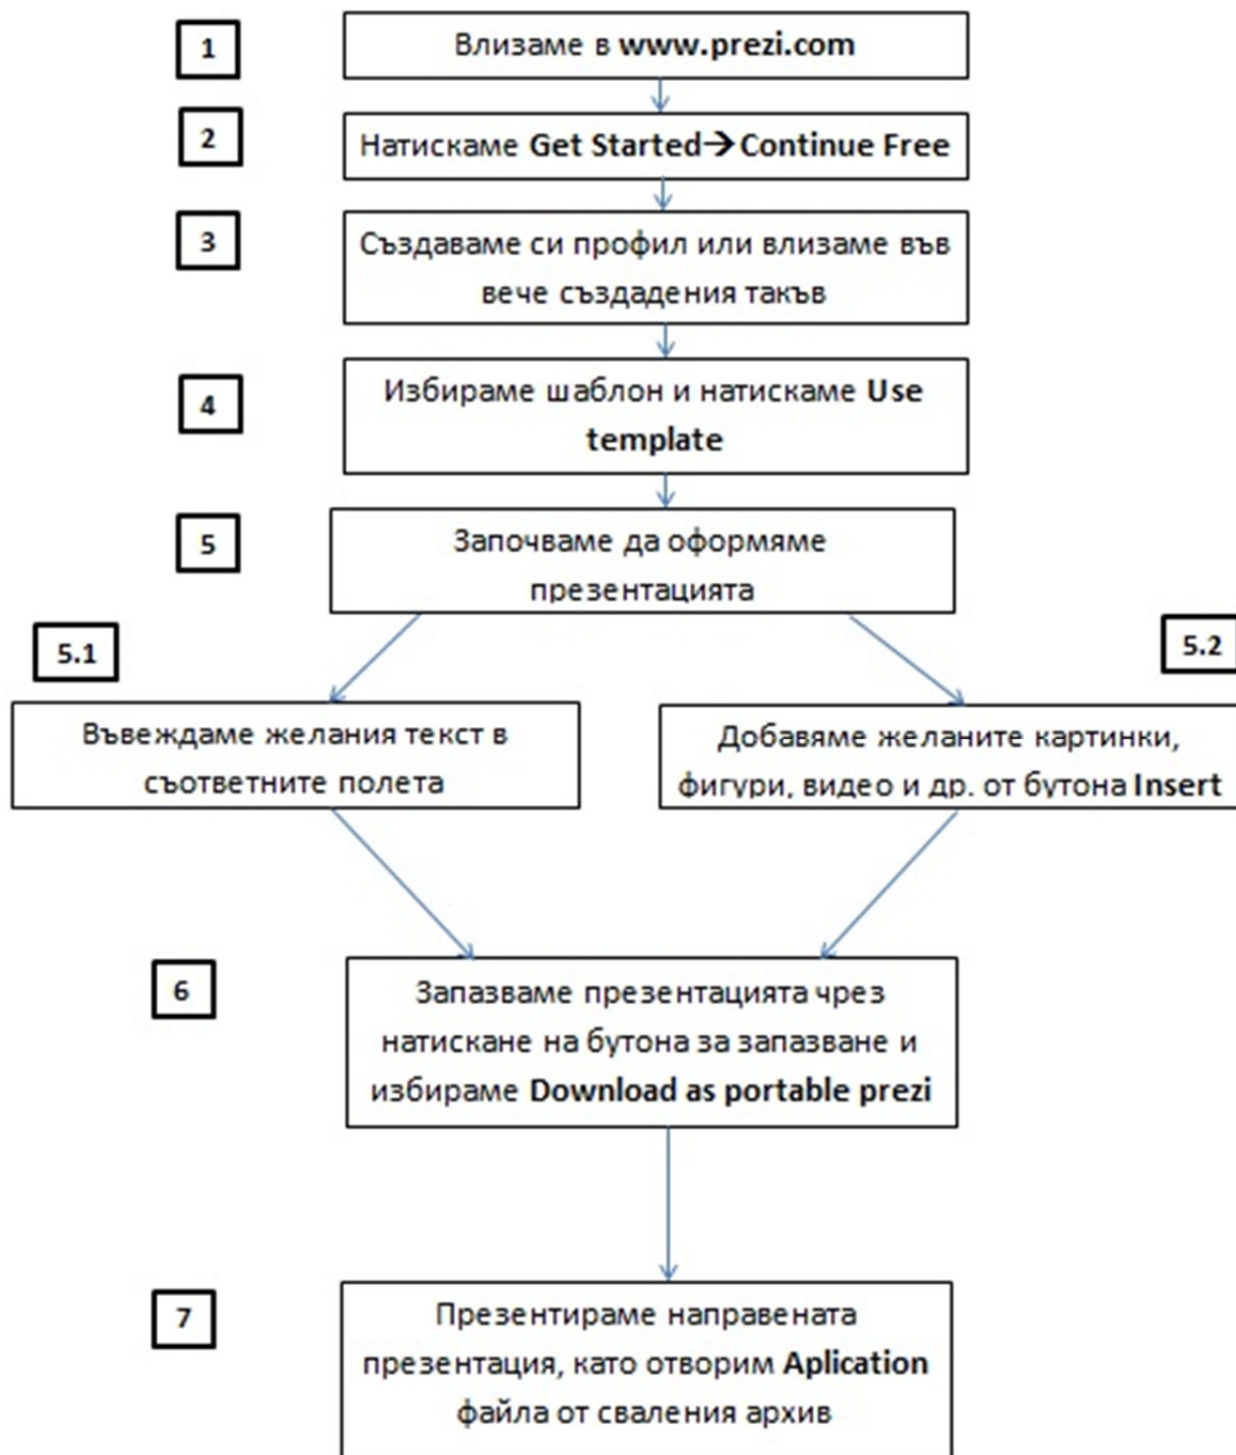 1
Влизаме в www.prezi.com
2
Натискаме Get Started→Continue Free
3
Създаваме си профил или влизаме във
вече създадения такъв
4
Избираме шаблон и натискаме Use
template
5
Започваме да оформяме
презентацията
5.1
5.2
Въвеждаме желания текст в
съответните полета
Добавяме желаните картинки,
фигури, видео и др. от бутона Insert
6
Запазваме презентацията чрез
натискане на бутона за запазване и
избираме Download as portable prezi
7
Презентираме направената
презентация, като отворим Aplication
файла от сваления архив